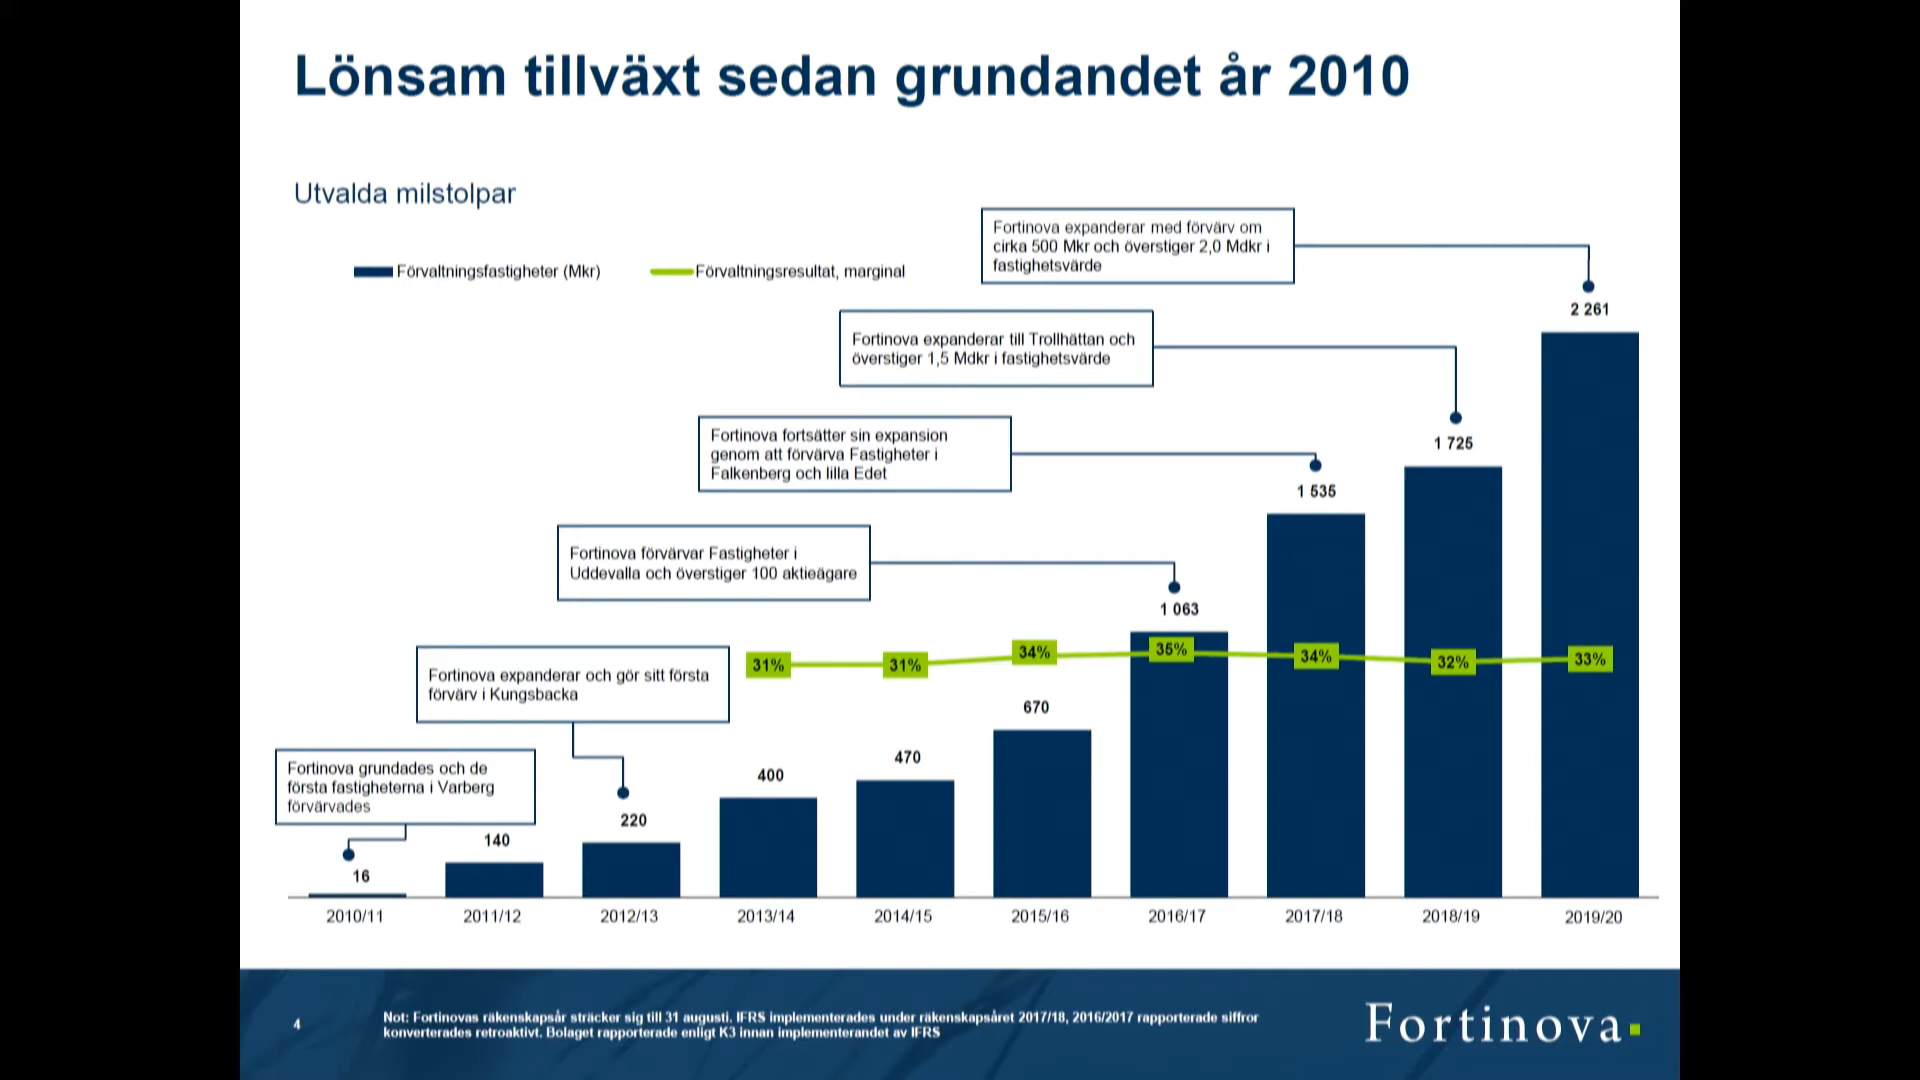 Lönsam tillväxt sedan grundandet år 2010
Utvalda milstolpar
Förvaltningsfastigheter (Mkr)
Förvaltningsresultat, marginal
Fortinova expanderar med förvärv om
cirka 500 Mkr och överstiger 2,0 Mdkr i
fastighetsvärde
2 261
Fortinova expanderar till Trollhättan och
överstiger 1,5 Mdkr i fastighetsvärde
1 725
Fortinova fortsätter sin expansion
genom att förvärva Fastigheter i
Falkenberg och lilla Edet
1 535
Fortinova förvärvar Fastigheter i
Uddevalla och överstiger 100 aktieägare
1 063
Fortinova expanderar och gör sitt första
förvärv i Kungsbacka
31%
31%
34%
35%
34%
32%
33%
670
470
400
Fortinova grundades och de
första fastigheterna i Varberg
förvärvades
220
140
16
2010/11
2011/12
2012/13
2013/14
2014/15
2015/16
2016/17
2017/18
2018/19
2019/20
4
Not: Fortinovas räkenskapsår sträcker sig till 31 augusti. IFRS implementerades under räkenskapsåret 2017/18, 2016/2017 rapporterade siffror
konverterades retroaktivt. Bolaget rapporterade enligt K3 innan implementerandet av IFRS
Fortinova